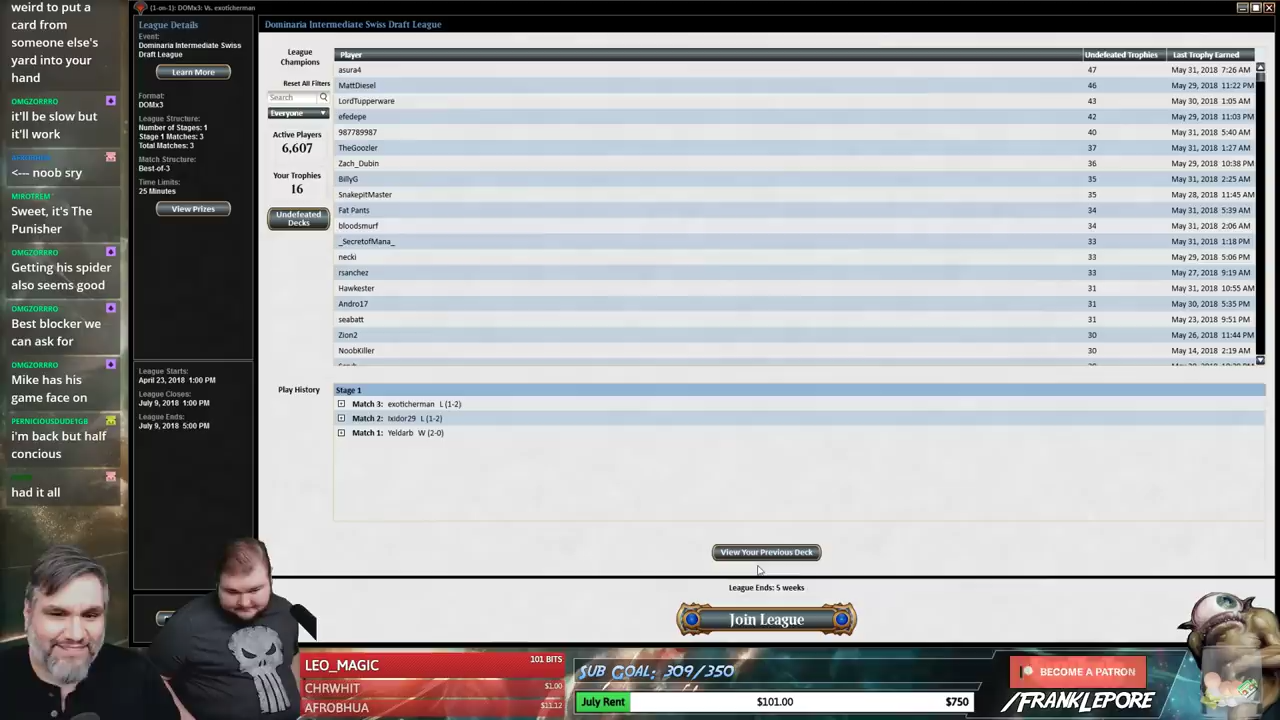 weird to put a
card from
someone else's
yard into your
hand
OMGZORRRO
it'll be slow but
it'll work
<--- noob sry
MIROTREM
Sweet, it's The
Punisher
OMGZORRRO
Getting his spider
also seems good
OMGZORRRO
Best blocker we
can ask for
OMGZORRRO
Mike has his
game face on
PERNICIOUSDUDE1GB
i'm back but half
concious
had it all
(1-on-1): DOMx3: Vs. exoticherman
League Details
Event:
Dominaria Intermediate Swiss
Draft League
Learn More
Format:
DOMx3
League Structure:
Number of Stages: 1
Stage 1 Matches: 3
Total Matches: 3
Match Structure:
Best-of-3
Time Limits:
25 Minutes
View Prizes
League Starts:
April 23, 2018 1:00 PM
League Closes:
July 9, 2018 1:00 PM
League Ends:
July 9, 2018 5:00 PM
Dominaria Intermediate Swiss Draft League
League
Champions
Reset All Filters
Search
Everyone
Active Players
6,607
Your Trophies
16
Undefeated
Decks
Player Undefeated Trophies Last Trophy Earned
asura4 47 May 31, 2018 7:26 AM
MattDiesel 46 May 29, 2018 11:22 PM
LordTupperware 43 May 30, 2018 1:05 AM
efedepe 42 May 29, 2018 11:03 PM
987789987 40 May 31, 2018 5:40 AM
TheGoozler 37 May 31, 2018 1:27 AM
Zach_Dubin 36 May 29, 2018 10:38 PM
BillyG 35 May 31, 2018 2:25 AM
SnakepitMaster 35 May 28, 2018 11:45 AM
Fat Pants 34 May 31, 2018 5:39 AM
bloodsmurf 34 May 31, 2018 2:06 AM
_SecretofMana_ 33 May 31, 2018 1:18 PM
necki 33 May 29, 2018 5:06 PM
rsanchez 33 May 27, 2018 9:19 AM
Hawkester 31 May 31, 2018 10:55 AM
Andro17 31 May 30, 2018 5:35 PM
seabatt 31 May 23, 2018 9:51 PM
Zion2 30 May 26, 2018 11:44 PM
NoobKiller 30 May 14, 2018 2:19 AM
Play History
Stage 1
Match 3: exoticherman L (1-2)
Match 2: Ixidor29 L (1-2)
Match 1: Yeldarb W (2-0)
View Your Previous Deck
League Ends: 5 weeks
Join League
LEO_MAGIC 101 BITS
CHRWHIT $1.00
AFROBHUA $11.12
SUB GOAL: 309/350
July Rent $101.00 $750
BECOME A PATRON
/FRANKLEPORE